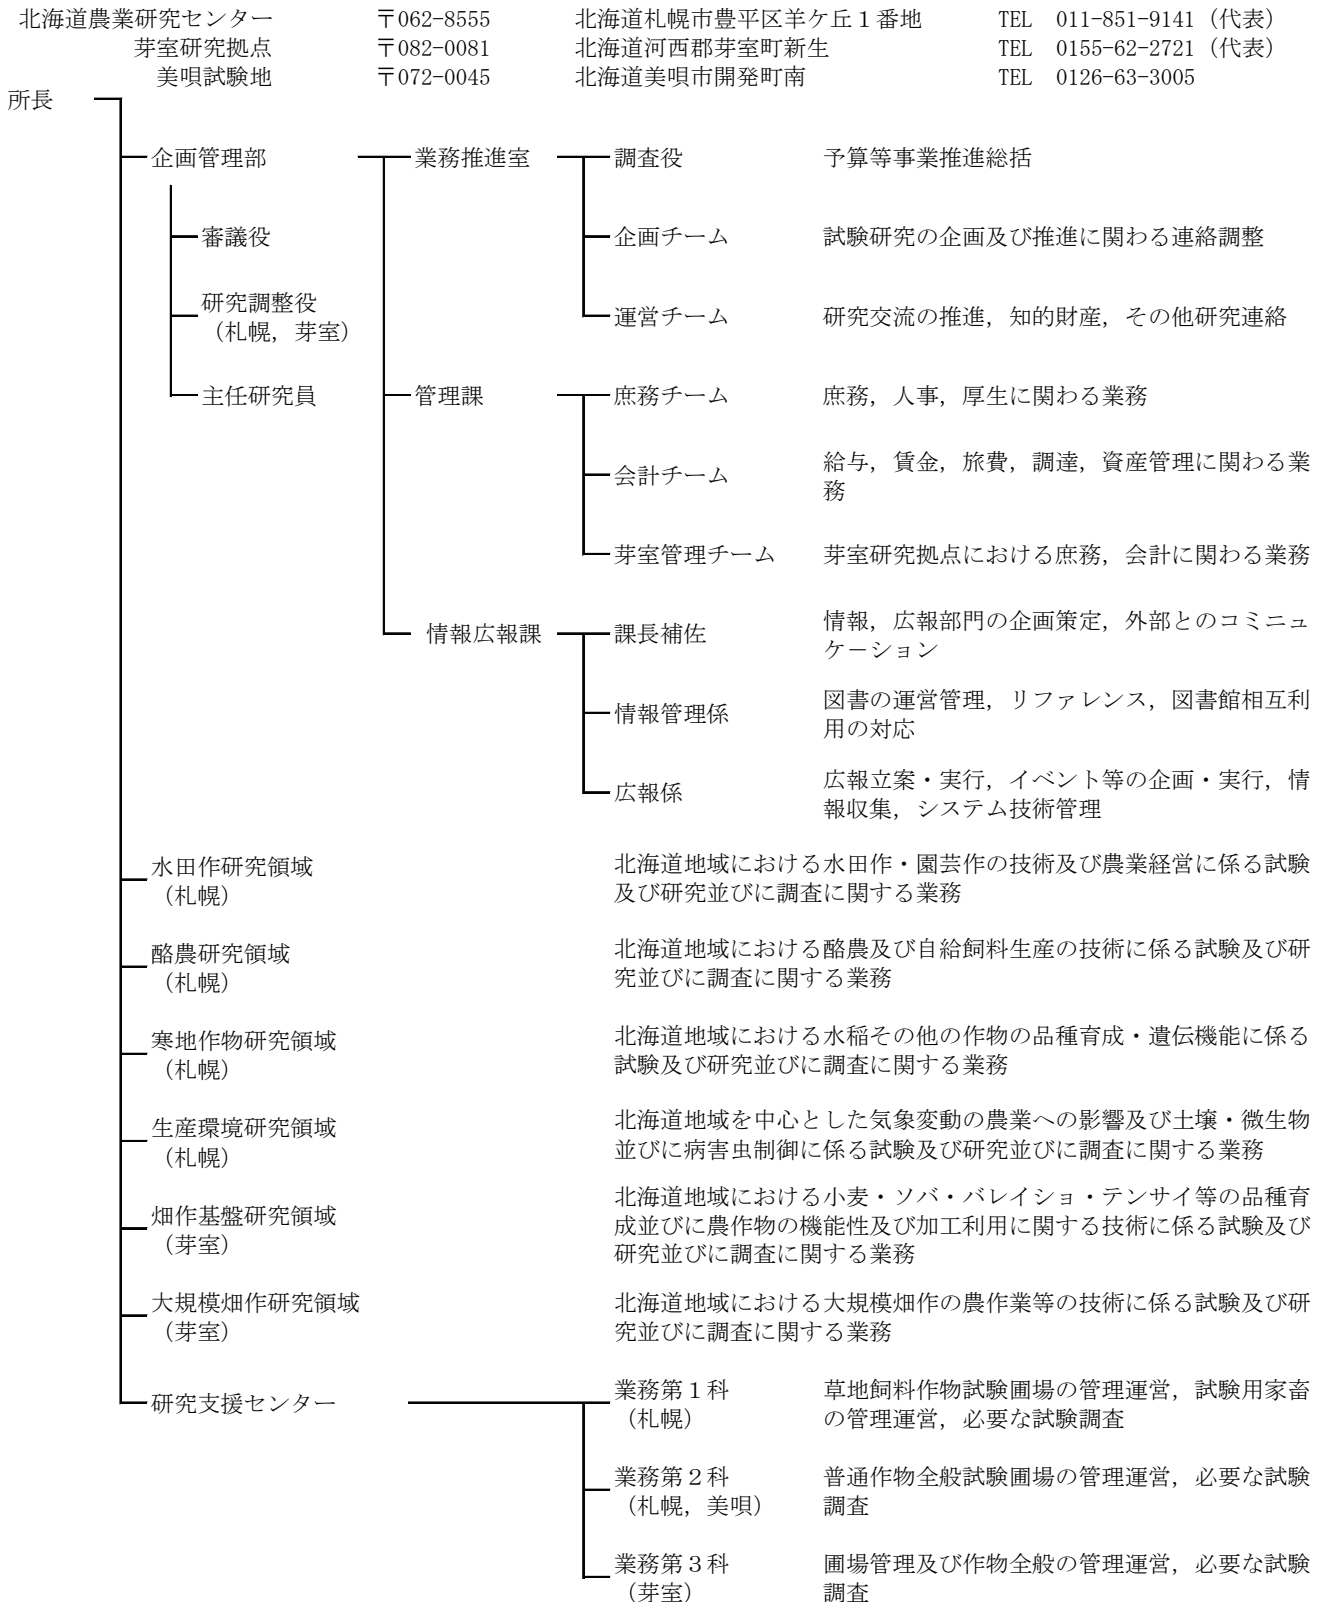 北海道農業研究センター 〒062-8555 北海道札幌市豊平区羊ケ丘１番地 TEL 011-851-9141（代表）
芽室研究拠点 〒082-0081 北海道河西郡芽室町新生 TEL 0155-62-2721（代表）
美唄試験地 〒072-0045 北海道美唄市開発町南 TEL 0126-63-3005
所長
企画管理部 業務推進室 調査役 予算等事業推進総括
審議役 企画チーム 試験研究の企画及び推進に関わる連絡調整
研究調整役
（札幌，芽室） 運営チーム 研究交流の推進，知的財産，その他研究連絡
主任研究員 管理課 庶務チーム 庶務，人事，厚生に関わる業務
会計チーム 給与，賃金，旅費，調達，資産管理に関わる業
務
芽室管理チーム 芽室研究拠点における庶務，会計に関わる業務
情報広報課 課長補佐 情報，広報部門の企画策定，外部とのコミニュ
ケーション
情報管理係 図書の運営管理，リファレンス，図書館相互利
用の対応
広報係 広報立案・実行，イベント等の企画・実行，情
報収集，システム技術管理
水田作研究領域 北海道地域における水田作・園芸作の技術及び農業経営に係る試験
（札幌） 及び研究並びに調査に関する業務
酪農研究領域 北海道地域における酪農及び自給飼料生産の技術に係る試験及び研
（札幌） 究並びに調査に関する業務
寒地作物研究領域 北海道地域における水稲その他の作物の品種育成・遺伝機能に係る
（札幌） 試験及び研究並びに調査に関する業務
生産環境研究領域 北海道地域を中心とした気象変動の農業への影響及び土壌・微生物
（札幌） 並びに病害虫制御に係る試験及び研究並びに調査に関する業務
畑作基盤研究領域 北海道地域における小麦・ソバ・バレイショ・テンサイ等の品種育
（芽室） 成並びに農作物の機能性及び加工利用に関する技術に係る試験及び
研究並びに調査に関する業務
大規模畑作研究領域 北海道地域における大規模畑作の農作業等の技術に係る試験及び研
（芽室） 究並びに調査に関する業務
研究支援センター 業務第１科 草地飼料作物試験圃場の管理運営，試験用家畜
（札幌） の管理運営，必要な試験調査
業務第２科 普通作物全般試験圃場の管理運営，必要な試験
（札幌，美唄） 調査
業務第３科 圃場管理及び作物全般の管理運営，必要な試験
（芽室） 調査